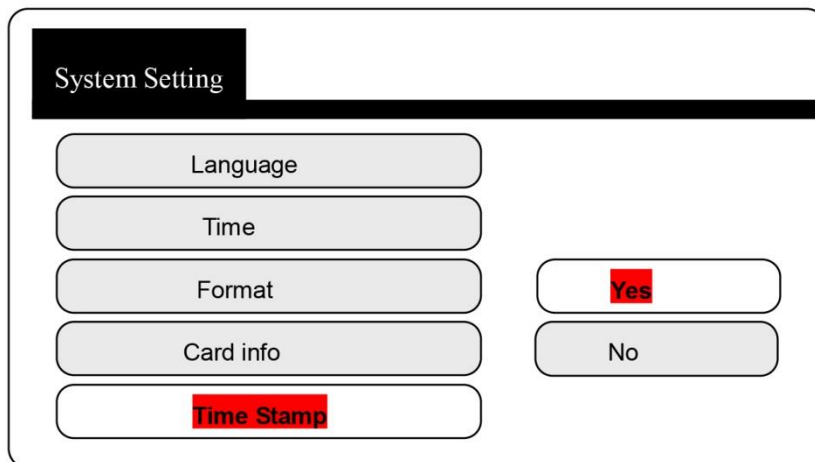 System Setting
Language
Time
Format
Yes
Card info
No
Time Stamp